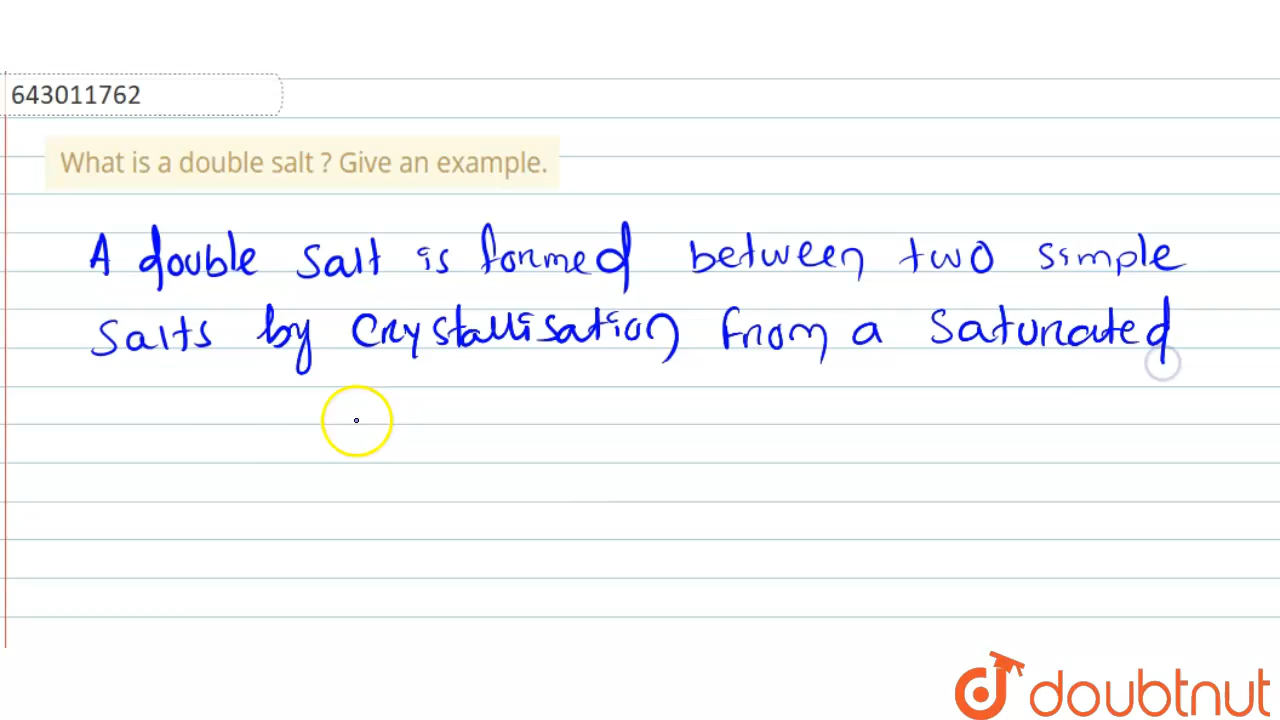 643011762
What is a double salt ? Give an example.
A double salt is formed between two simple
salts by crystallisation from a saturated
doubtnut